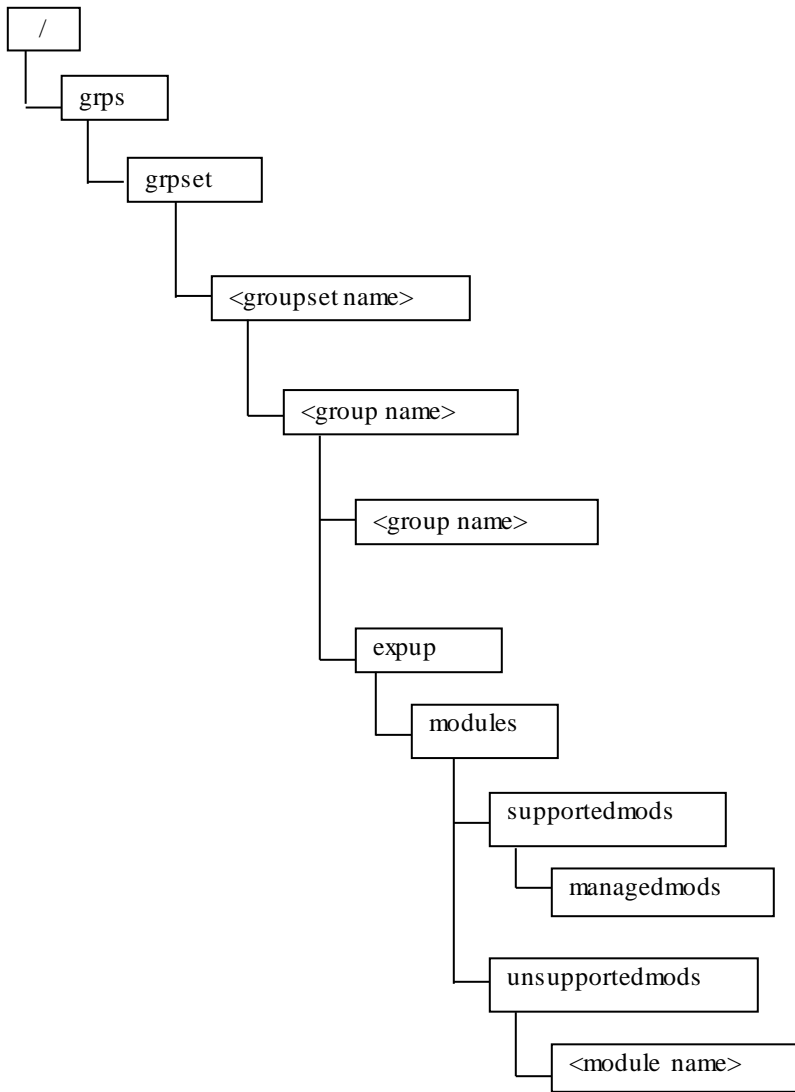 /
grps
grpset
<groupset name>
<group name>
<group name>
expup
modules
supportedmods
managedmods
unsupportedmods
<module name>